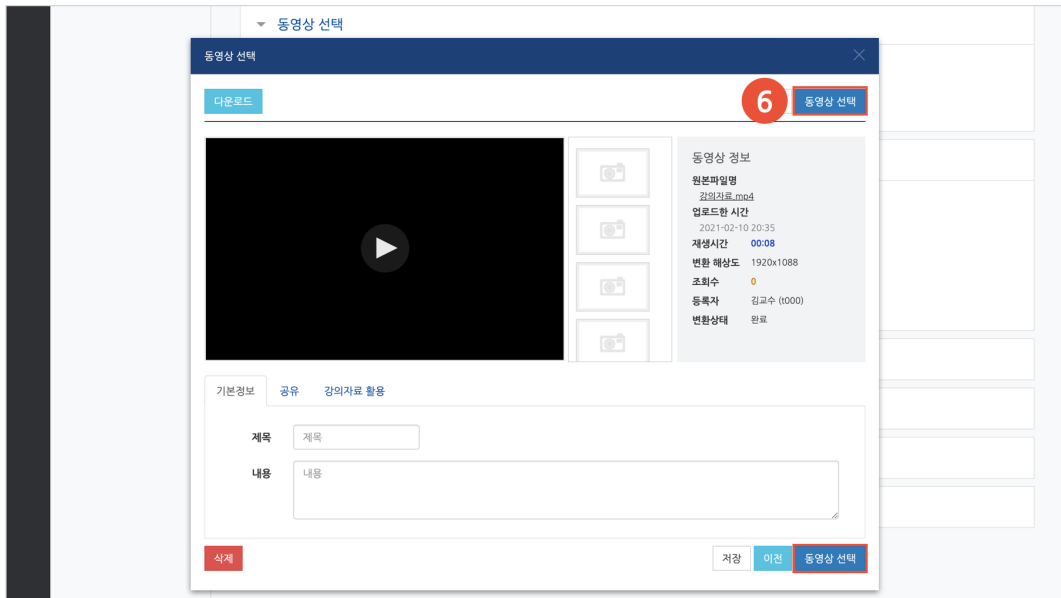 동영상 선택
동영상 선택
다운로드
6
동영상 선택
동영상 정보
원본파일명
강의자료.mp4
업로드한 시간
2021-02-10 20:35
재생시간 00:08
변환 해상도 1920x1088
조회수 0
등록자 김교수 (t000)
변환상태 완료
기본정보 공유 강의자료 활용
제목 제목
내용 내용
삭제 저장 이전 동영상 선택